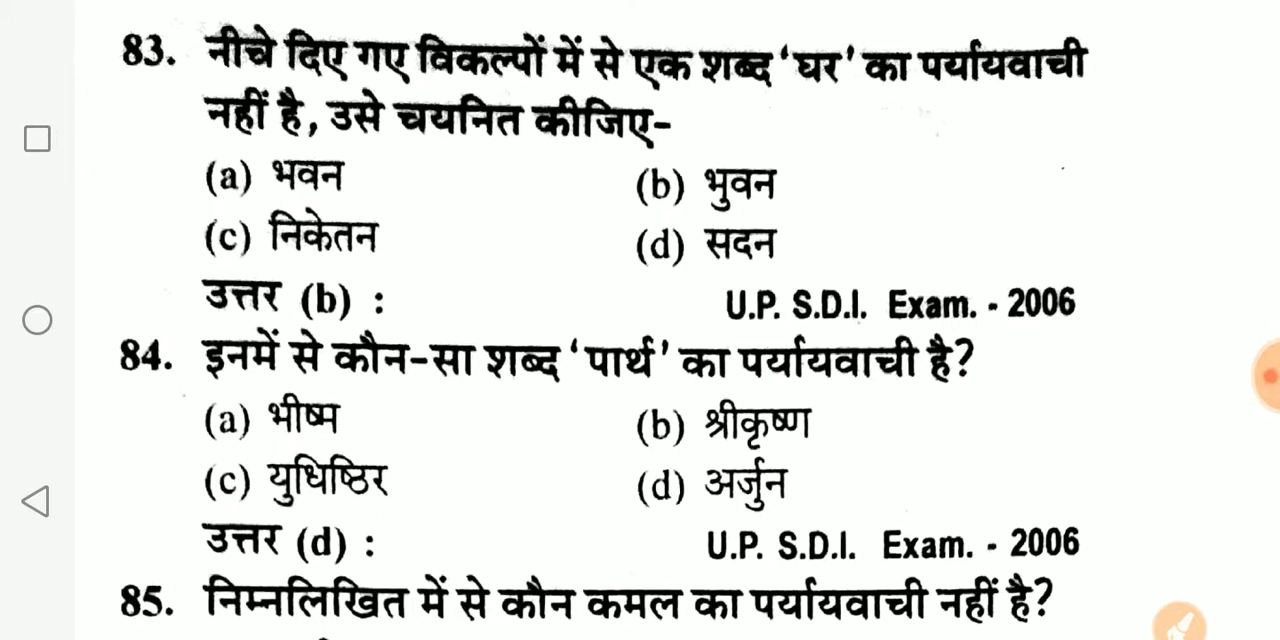 83. नीचे दिए गए विकल्पों में से एक शब्द ‘घर’ का पर्यायवाची
नहीं है, उसे चयनित कीजिए-
(a) भवन (b) भुवन
(c) निकेतन (d) सदन
उत्तर (b) : U.P. S.D.I. Exam. - 2006
84. इनमें से कौन-सा शब्द ‘पार्थ’ का पर्यायवाची है?
(a) भीष्म (b) श्रीकृष्ण
(c) युधिष्ठिर (d) अर्जुन
उत्तर (d) : U.P. S.D.I. Exam. - 2006
85. निम्नलिखित में से कौन कमल का पर्यायवाची नहीं है?